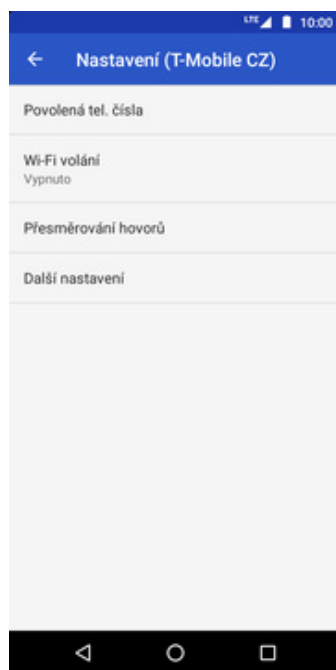 LTE 10:00
Nastavení (T-Mobile CZ)
Povolená tel. čísla
Wi-Fi volání
Vypnuto
Přesměrování hovorů
Další nastavení